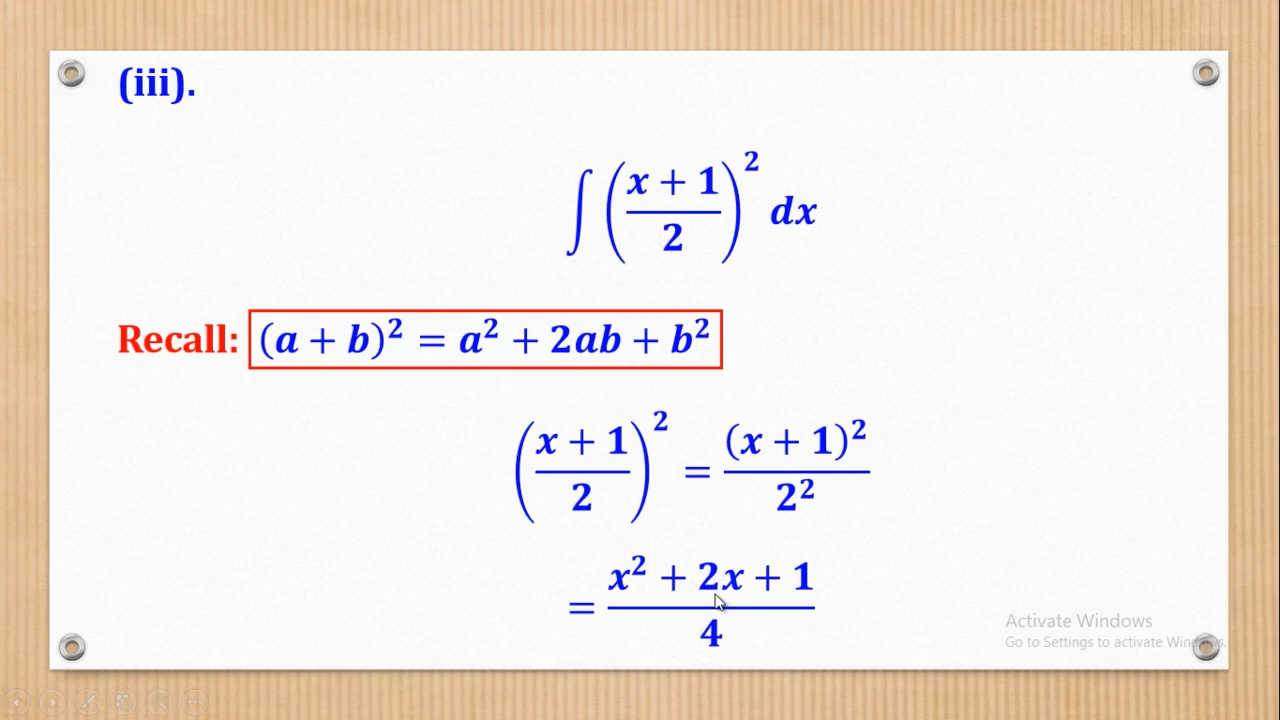 (iii).
∫ ((x + 1)/2)² dx
Recall: (a + b)² = a² + 2ab + b²
((x + 1)/2)² = (x + 1)²/2²
= (x² + 2x + 1)/4
Activate Windows
Go to Settings to activate Windows.